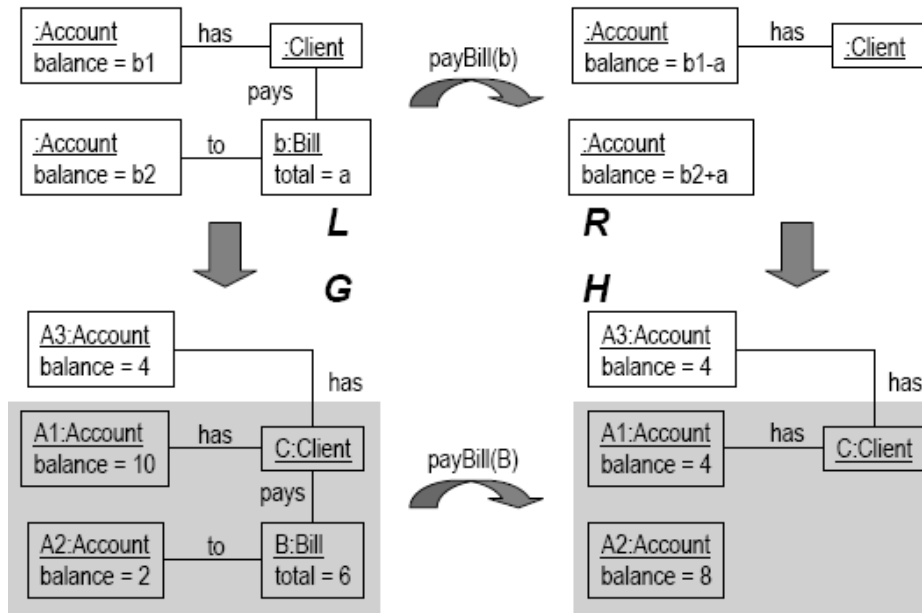 :Account
balance = b1
has
:Client
pays
:Account
balance = b2
to
b:Bill
total = a
L
payBill(b)
:Account
balance = b1-a
has
:Client
:Account
balance = b2+a
R
G
A3:Account
balance = 4
has
A1:Account
balance = 10
has
C:Client
pays
A2:Account
balance = 2
to
B:Bill
total = 6
payBill(B)
H
A3:Account
balance = 4
has
A1:Account
balance = 4
has
C:Client
A2:Account
balance = 8